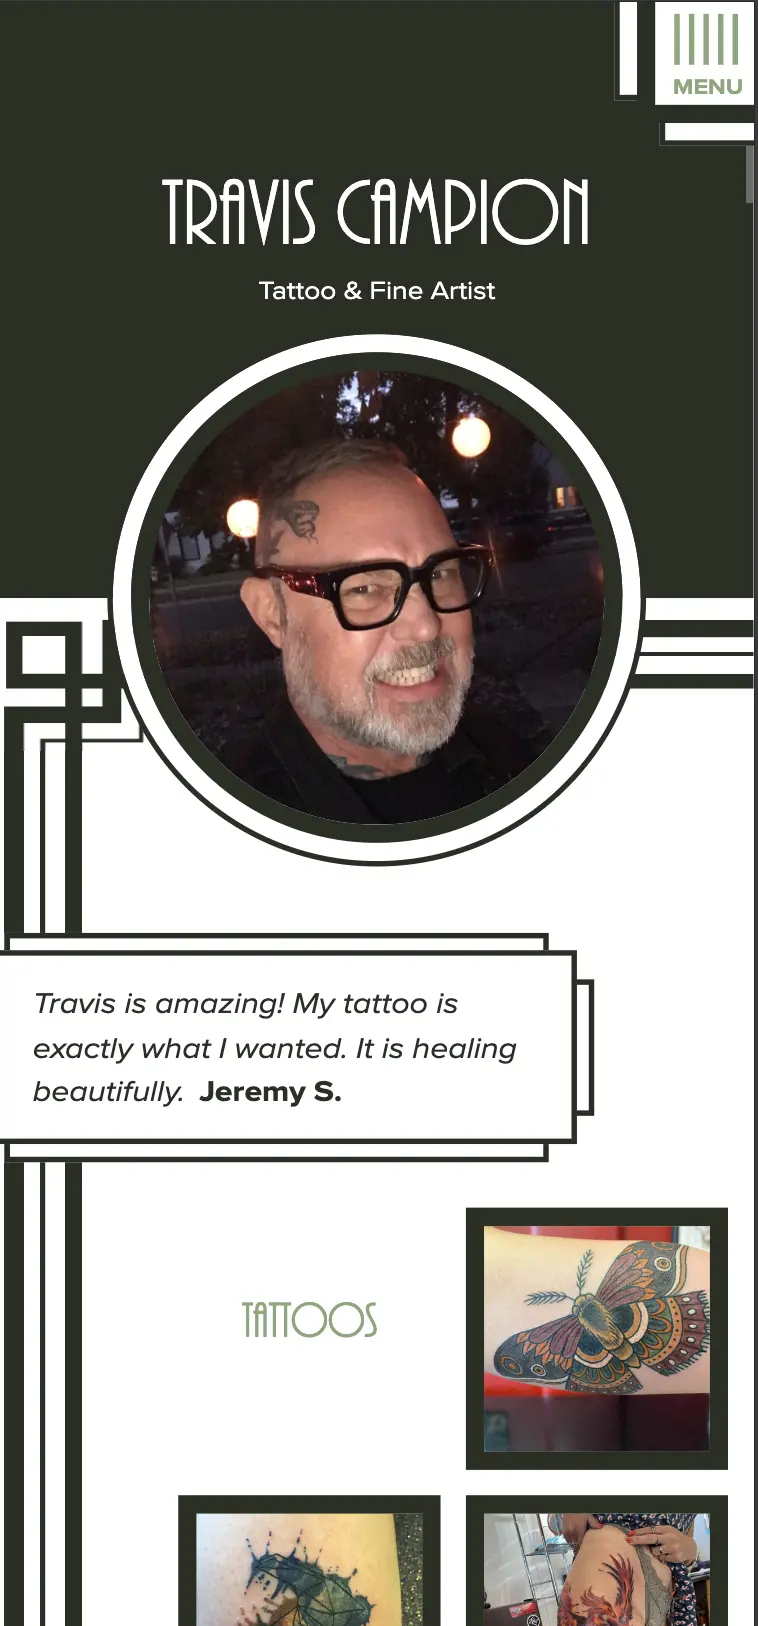 MENU
TRAVIS CAMPION
Tattoo & Fine Artist
Travis is amazing! My tattoo is
exactly what I wanted. It is healing
beautifully. Jeremy S.
TATTOOS